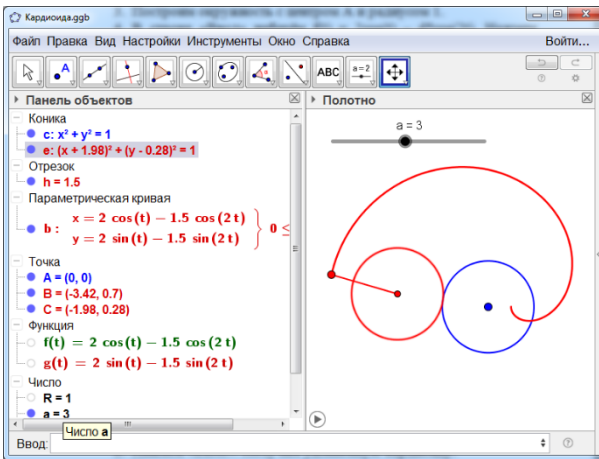 Кардиоида.ggb
Файл Правка Вид Настройки Инструменты Окно Справка Войти...
A ABC a=2
Панель объектов
Полотно
Коника
c: x² + y² = 1
e: (x + 1.98)² + (y - 0.28)² = 1
Отрезок
h = 1.5
Параметрическая кривая
b : x = 2 cos (t) − 1.5 cos (2 t)
y = 2 sin (t) − 1.5 sin (2 t) } 0 ≤
Точка
A = (0, 0)
B = (-3.42, 0.7)
C = (-1.98, 0.28)
Функция
f(t) = 2 cos (t) − 1.5 cos (2 t)
g(t) = 2 sin (t) − 1.5 sin (2 t)
Число
R = 1
a = 3
Число a
Ввод:
a = 3